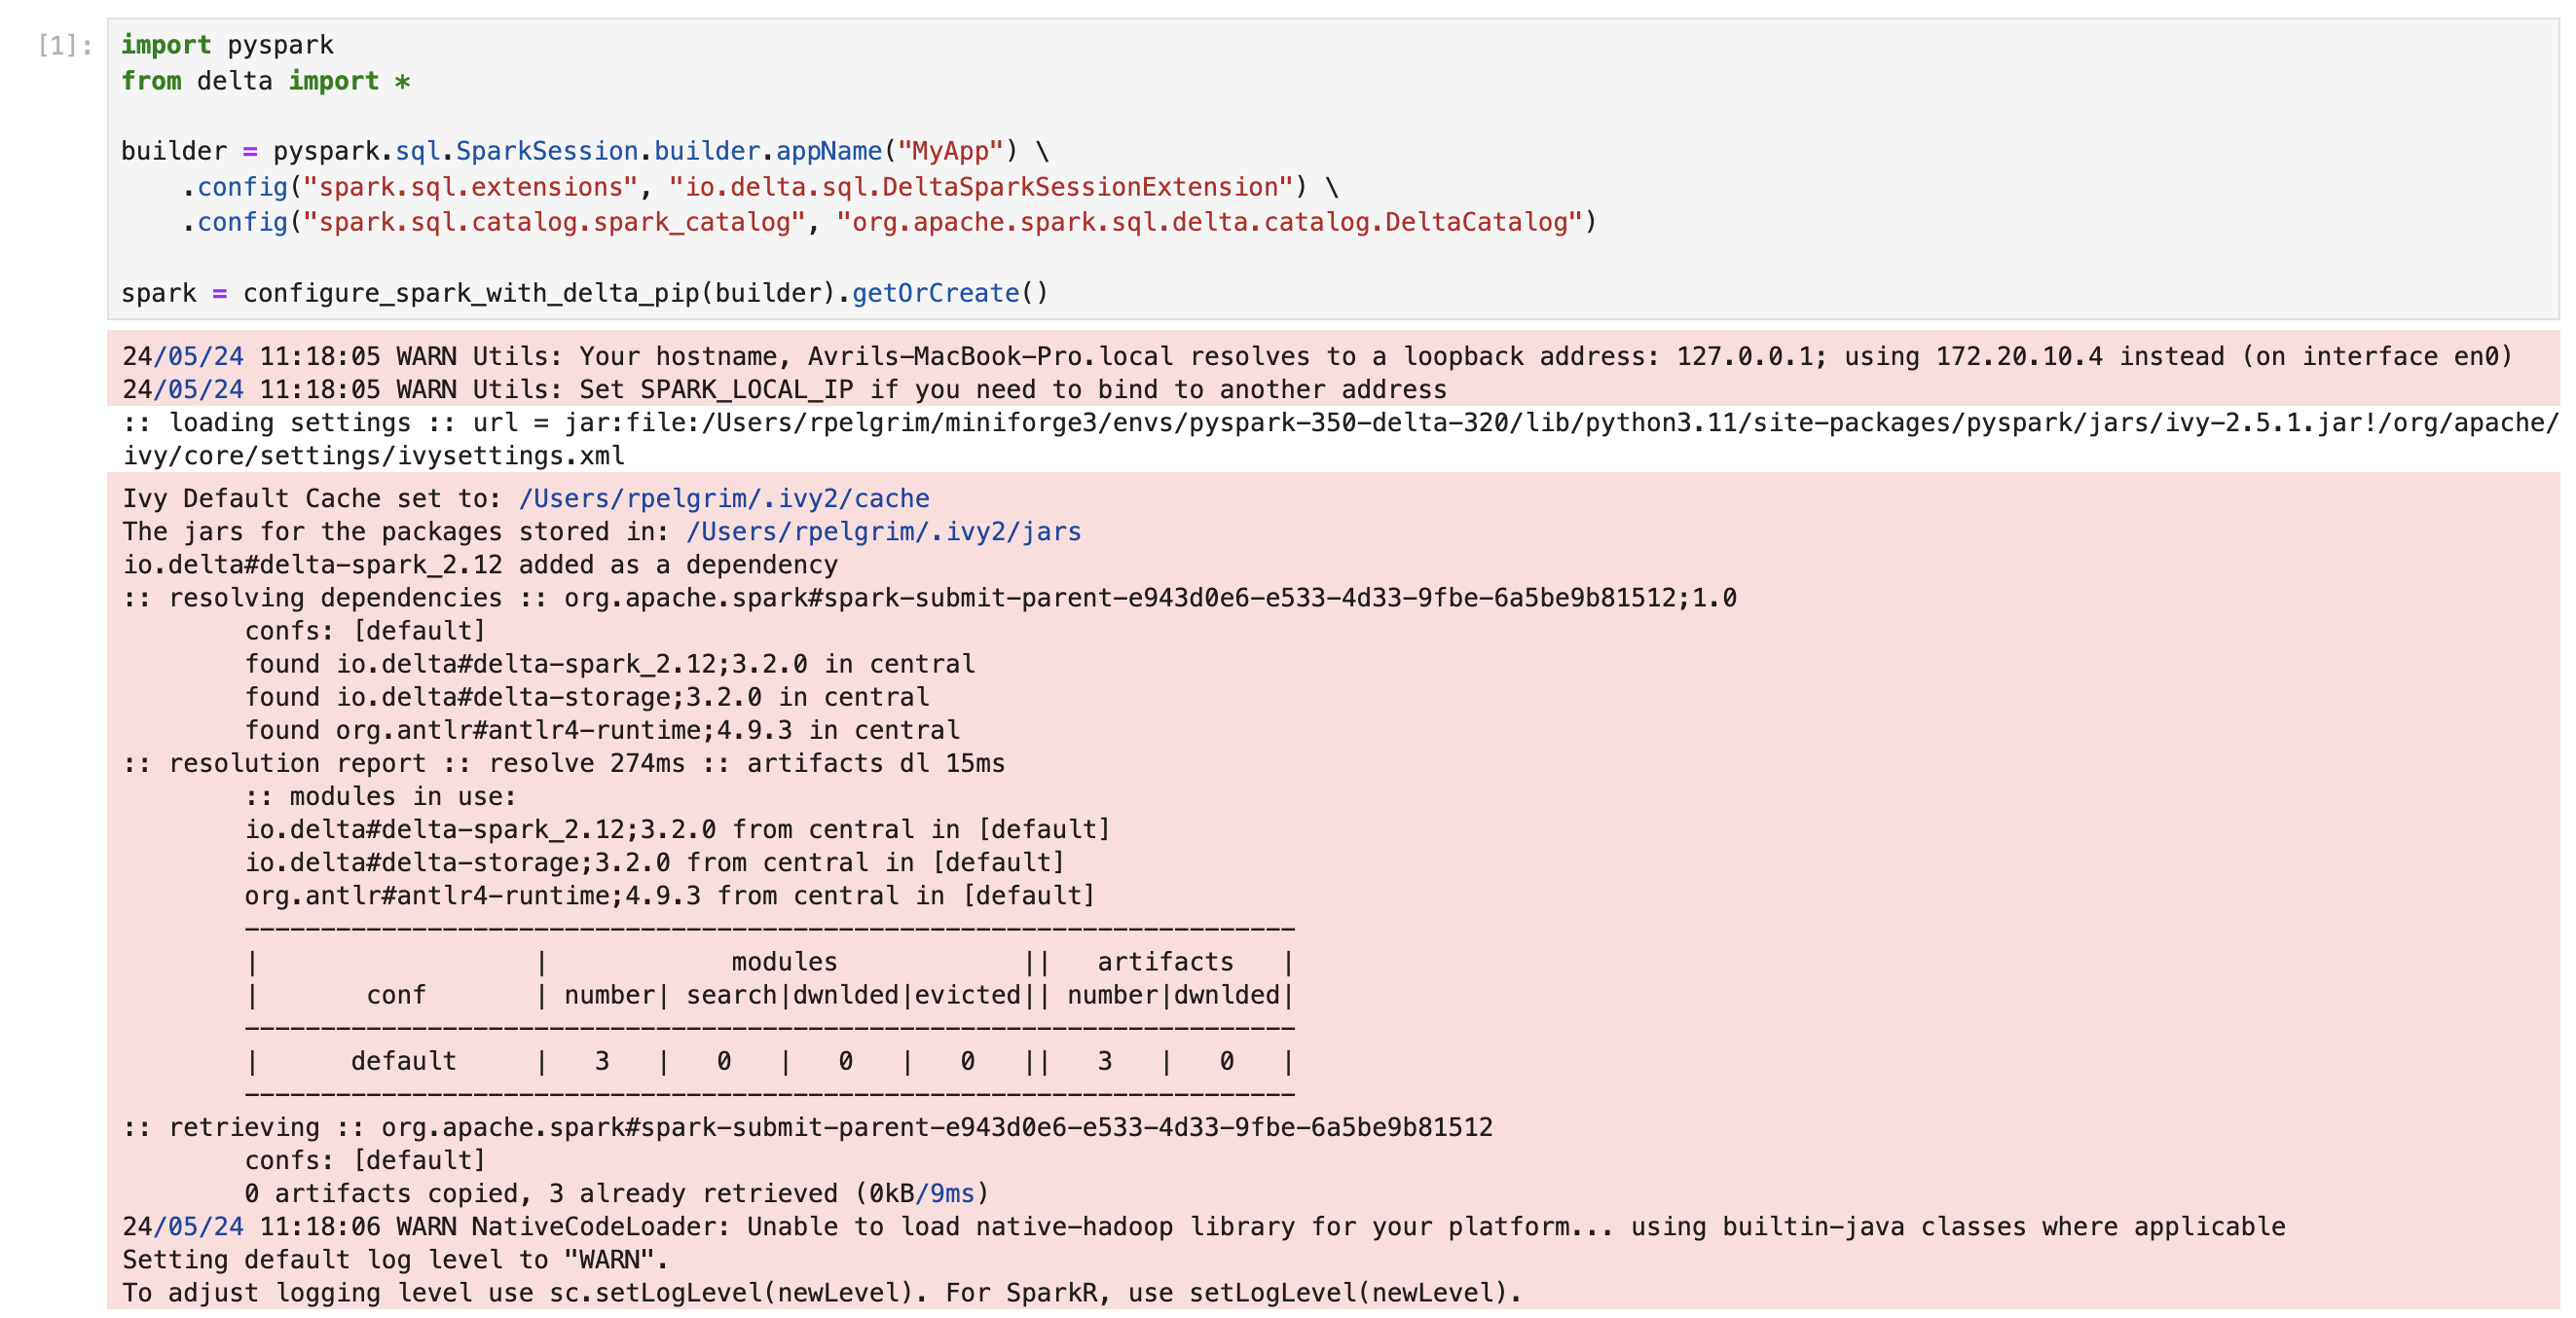 [1]:
import pyspark
from delta import *
builder = pyspark.sql.SparkSession.builder.appName("MyApp") \
    .config("spark.sql.extensions", "io.delta.sql.DeltaSparkSessionExtension") \
    .config("spark.sql.catalog.spark_catalog", "org.apache.spark.sql.delta.catalog.DeltaCatalog")
spark = configure_spark_with_delta_pip(builder).getOrCreate()
24/05/24 11:18:05 WARN Utils: Your hostname, Avrils-MacBook-Pro.local resolves to a loopback address: 127.0.0.1; using 172.20.10.4 instead (on interface en0)
24/05/24 11:18:05 WARN Utils: Set SPARK_LOCAL_IP if you need to bind to another address
:: loading settings :: url = jar:file:/Users/rpelgrim/miniforge3/envs/pyspark-350-delta-320/lib/python3.11/site-packages/pyspark/jars/ivy-2.5.1.jar!/org/apache/
ivy/core/settings/ivysettings.xml
Ivy Default Cache set to: /Users/rpelgrim/.ivy2/cache
The jars for the packages stored in: /Users/rpelgrim/.ivy2/jars
io.delta#delta-spark_2.12 added as a dependency
:: resolving dependencies :: org.apache.spark#spark-submit-parent-e943d0e6-e533-4d33-9fbe-6a5be9b81512;1.0
        confs: [default]
        found io.delta#delta-spark_2.12;3.2.0 in central
        found io.delta#delta-storage;3.2.0 in central
        found org.antlr#antlr4-runtime;4.9.3 in central
:: resolution report :: resolve 274ms :: artifacts dl 15ms
        :: modules in use:
        io.delta#delta-spark_2.12;3.2.0 from central in [default]
        io.delta#delta-storage;3.2.0 from central in [default]
        org.antlr#antlr4-runtime;4.9.3 from central in [default]
        ---------------------------------------------------------------------
        |                  |            modules            ||   artifacts   |
        |       conf       | number| search|dwnlded|evicted|| number|dwnlded|
        ---------------------------------------------------------------------
        |      default     |   3   |   0   |   0   |   0   ||   3   |   0   |
        ---------------------------------------------------------------------
:: retrieving :: org.apache.spark#spark-submit-parent-e943d0e6-e533-4d33-9fbe-6a5be9b81512
        confs: [default]
        0 artifacts copied, 3 already retrieved (0kB/9ms)
24/05/24 11:18:06 WARN NativeCodeLoader: Unable to load native-hadoop library for your platform... using builtin-java classes where applicable
Setting default log level to "WARN".
To adjust logging level use sc.setLogLevel(newLevel). For SparkR, use setLogLevel(newLevel).